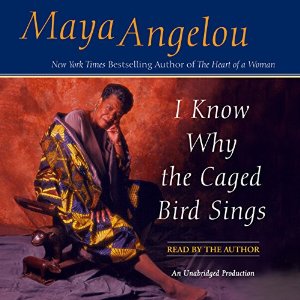 Maya Angelou
New York Times Bestselling Author of The Heart of a Woman
I Know
Why
the Caged
Bird Sings
READ BY THE AUTHOR
An Unabridged Production